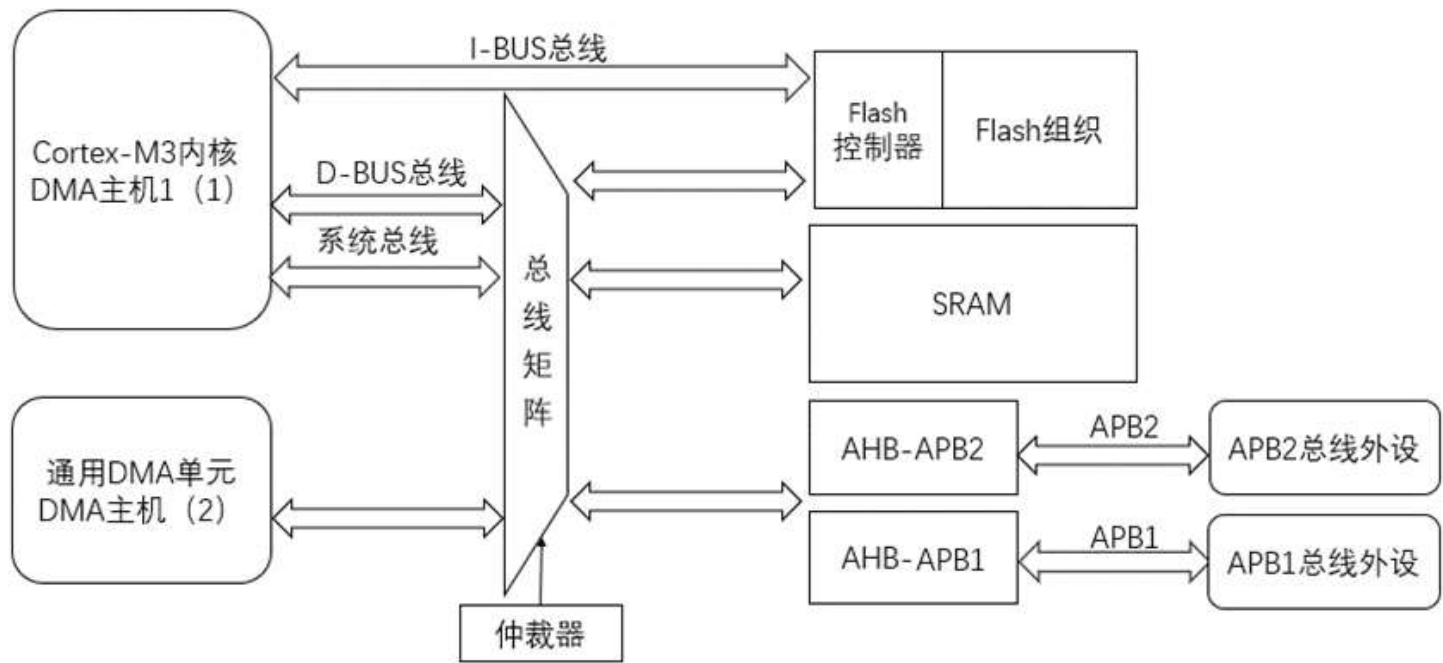 I-BUS总线
Cortex-M3内核
DMA主机1（1）
D-BUS总线
系统总线
总线矩阵
Flash
控制器
Flash组织
SRAM
通用DMA单元
DMA主机（2）
AHB-APB2
APB2
APB2总线外设
AHB-APB1
APB1
APB1总线外设
仲裁器